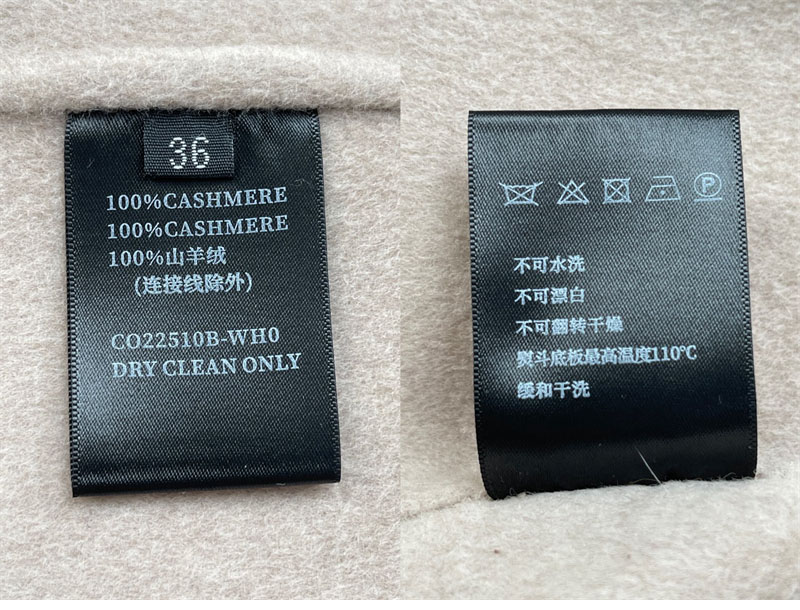 36
100%CASHMERE
100%CASHMERE
100%山羊绒
(连接线除外)
CO22510B-WH0
DRY CLEAN ONLY
P
不可水洗
不可漂白
不可翻转干燥
熨斗底板最高温度110℃
缓和干洗